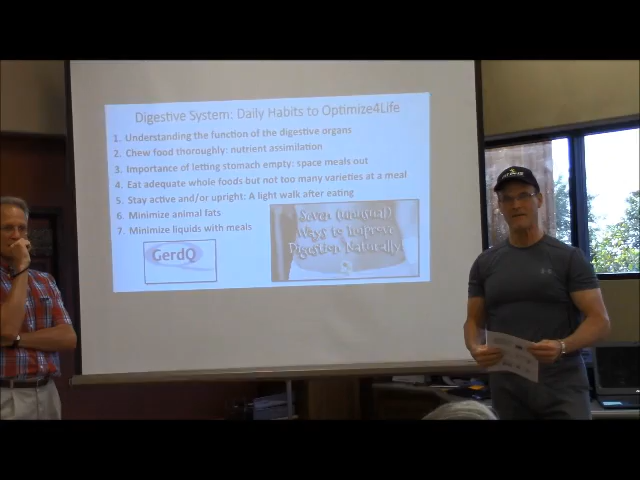 Digestive System: Daily Habits to Optimize4Life
1. Understanding the function of the digestive organs
2. Chew food thoroughly: nutrient assimilation
3. Importance of letting stomach empty: space meals out
4. Eat adequate whole foods but not too many varieties at a meal
5. Stay active and/or upright: A light walk after eating
6. Minimize animal fats
7. Minimize liquids with meals
GerdQ
Seven (unusual)
Ways to Improve
Digestion Naturally!